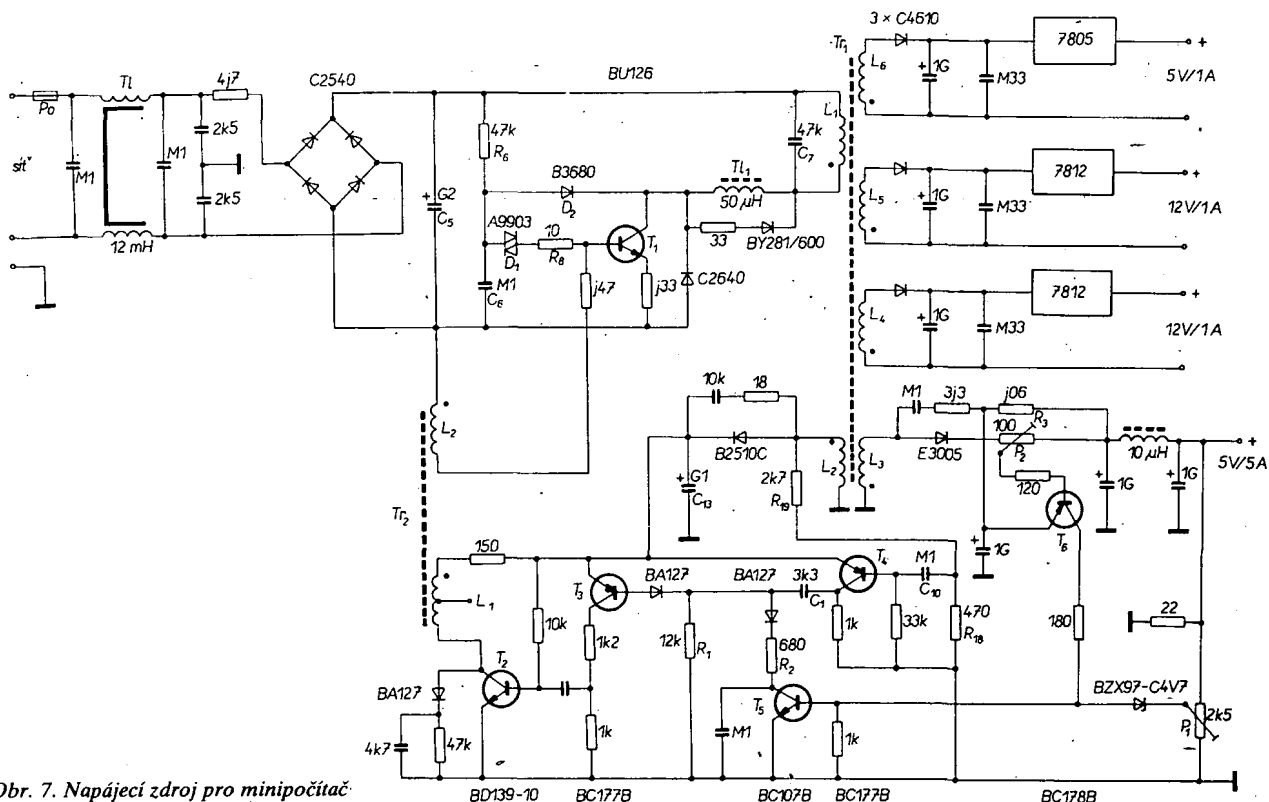 3 × C4610
Tr₁
7805
+
L₆
+ 1G
M33
5V/1A
Tl
4j7
C2540
BU126
Po
M1
M1
2k5
2k5
síť
12 mH
47k
R₆
47k
C₇
L₁
B3680
D₂
Tl₁
50 µH
+ G2
C₅
A9903
D₁
10
R₈
T₁
33
BY281/600
M1
C₆
j47
j33
C2640
7812
+
L₅
+ 1G
M33
12V/1A
7812
+
L₄
+ 1G
M33
12V/1A
L₂
10k
18
B2510C
+ G1
C₁₃
2k7
R₁₉
L₂
L₃
M1
3j3
j06
R₃
E3005
100
P₂
10 µH
+
5V/5A
120
+ 1G
+ 1G
+ 1G
T₆
Tr₂
150
L₁
T₃
BA127
BA127
3k3
C₁
T₄
M1
C₁₀
10k
1k2
12k
R₁
680
R₂
1k
33k
470
R₁₈
180
22
T₂
BA127
T₅
BZX97-C4V7
2k5
P₁
4k7
47k
1k
M1
1k
Obr. 7. Napájecí zdroj pro minipočítač
BD139-10
BC177B
BC107B
BC177B
BC178B